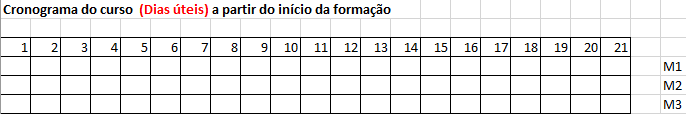 Cronograma do curso (Dias úteis) a partir do início da formação
1 2 3 4 5 6 7 8 9 10 11 12 13 14 15 16 17 18 19 20 21
M1
M2
M3